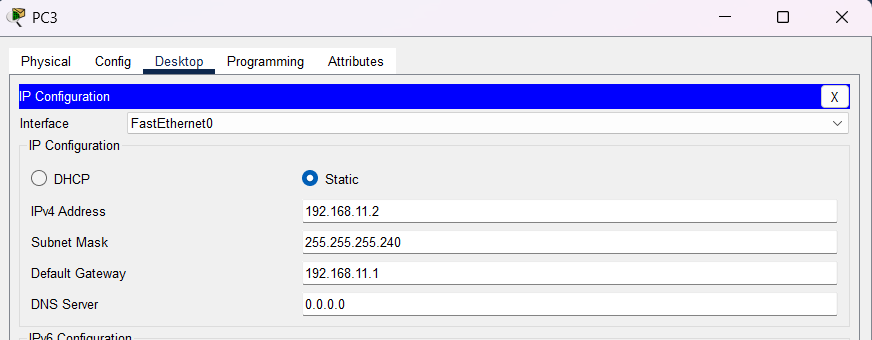 PC3
Physical Config Desktop Programming Attributes
IP Configuration X
Interface FastEthernet0
IP Configuration
DHCP Static
IPv4 Address 192.168.11.2
Subnet Mask 255.255.255.240
Default Gateway 192.168.11.1
DNS Server 0.0.0.0
IPv6 Configuration